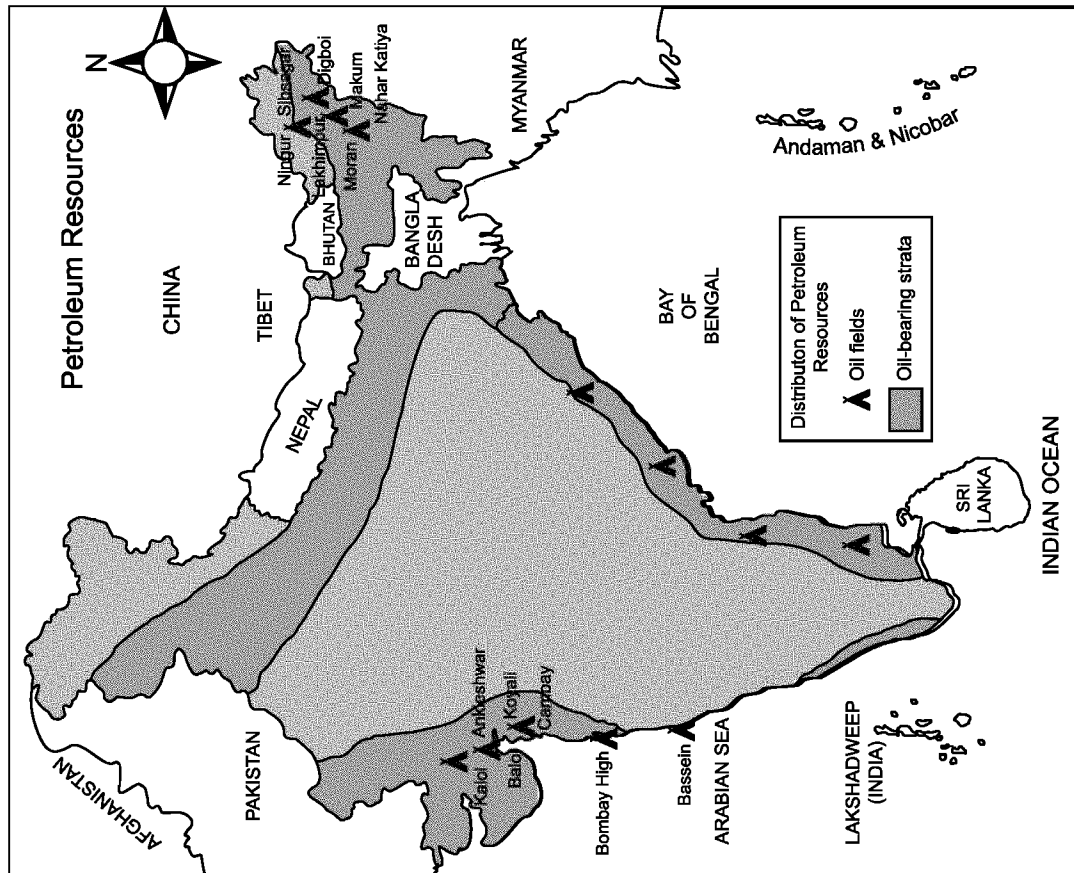 Petroleum Resources
N
CHINA
TIBET
NEPAL
BHUTAN
BANGLA
DESH
MYANMAR
AFGHANISTAN
PAKISTAN
Ningur
Sibsagar
Lakhimpur
Digboi
Moran
Makum
Nahar Katiya
Kalol
Ankleshwar
Balol
Koyali
Cambay
Bombay High
Bassein
ARABIAN SEA
BAY
OF
BENGAL
LAKSHADWEEP
(INDIA)
Andaman & Nicobar
SRI
LANKA
INDIAN OCEAN
Distributon of Petroleum
Resources
Oil fields
Oil-bearing strata